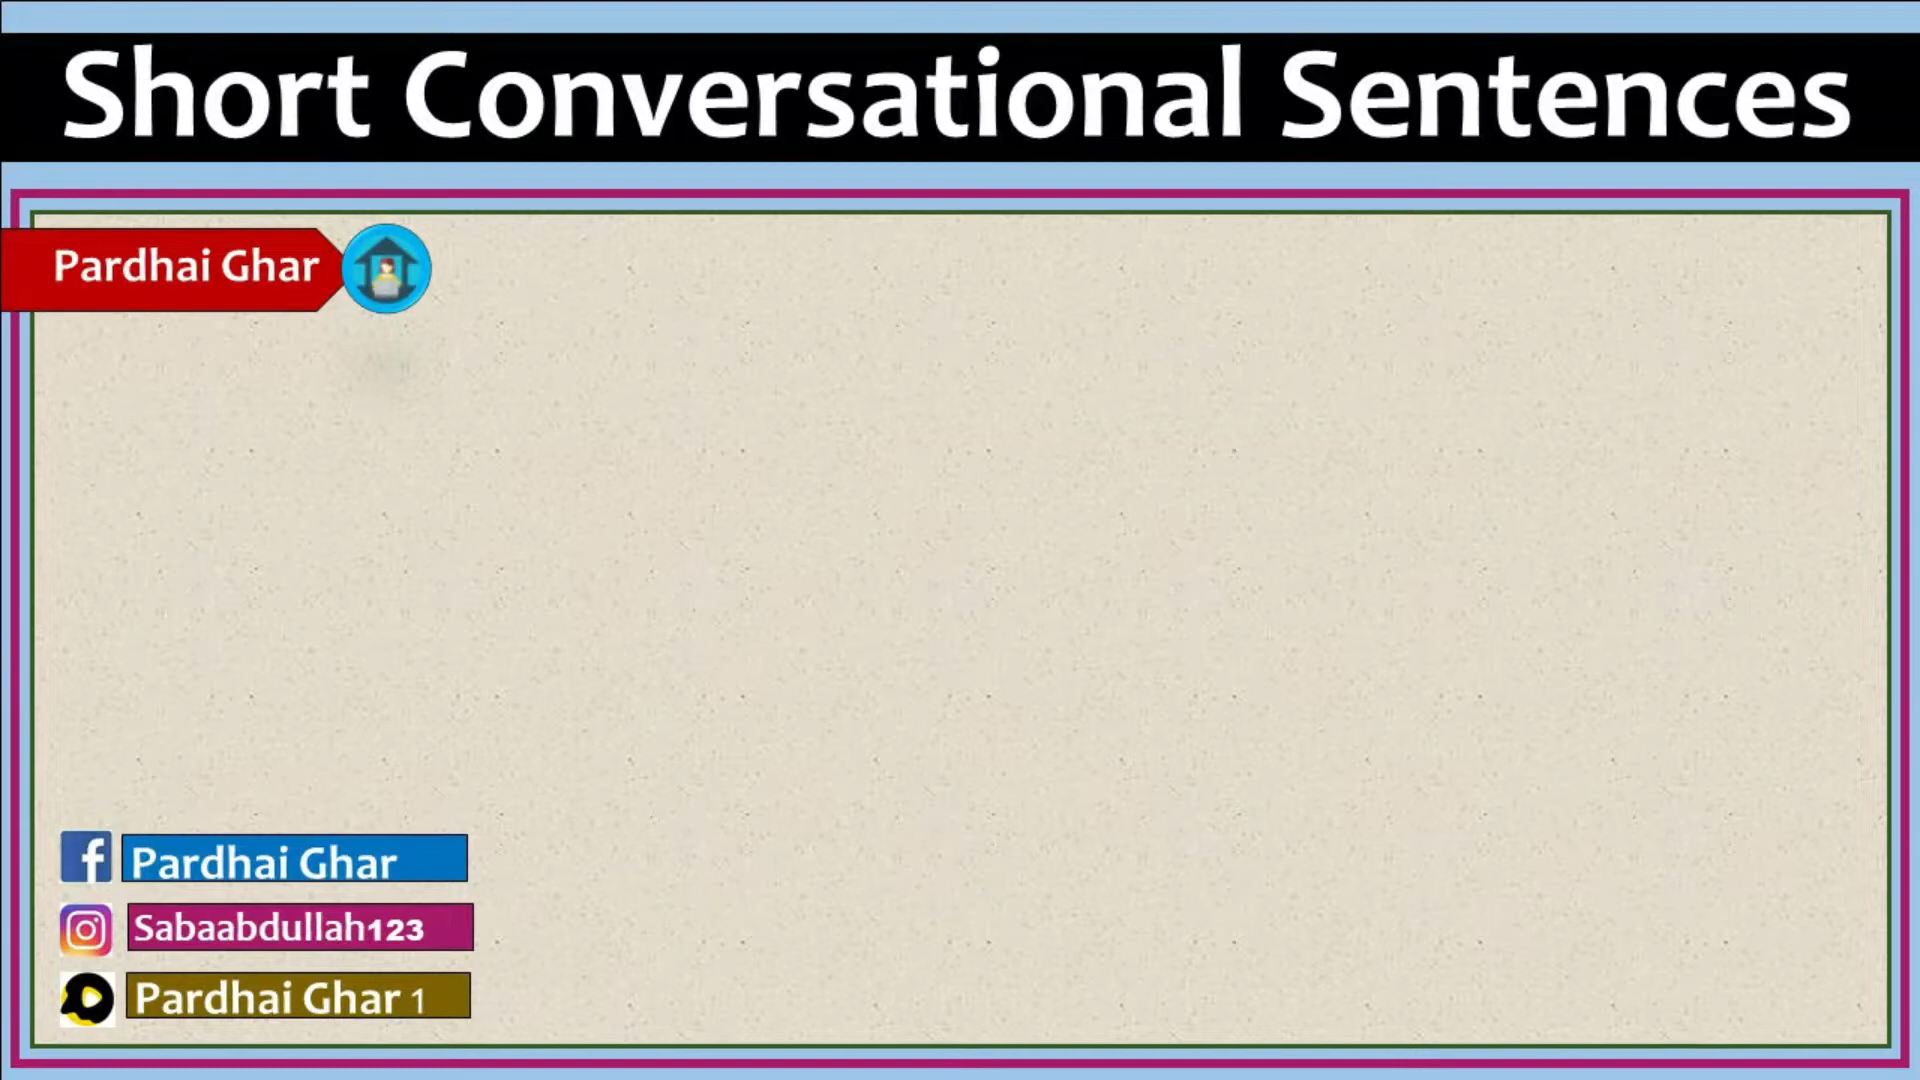 Short Conversational Sentences
Pardhai Ghar
Pardhai Ghar
Sabaabdullah123
Pardhai Ghar 1